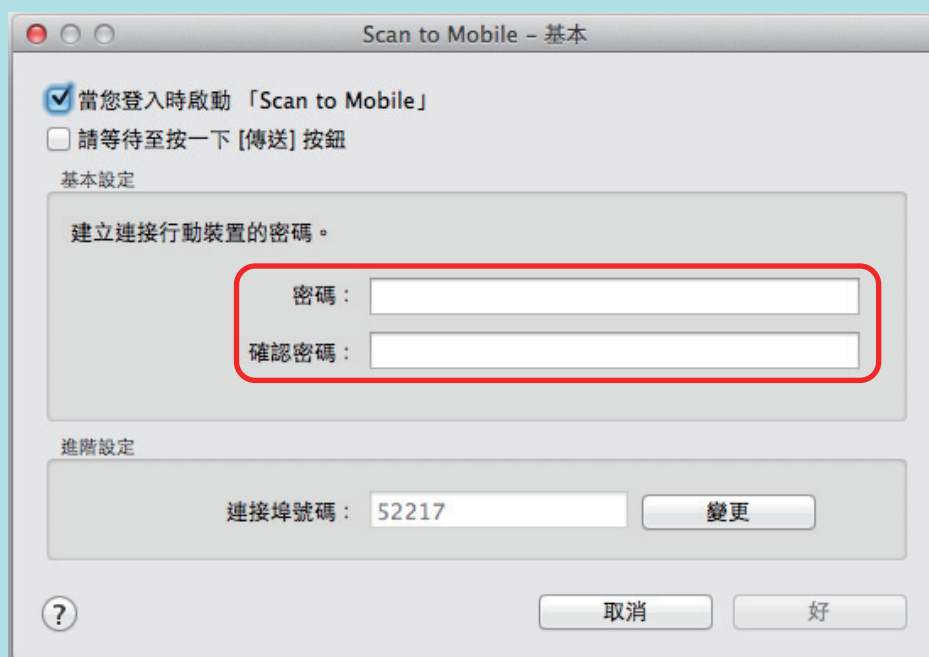 Scan to Mobile – 基本
當您登入時啟動 「Scan to Mobile」
請等待至按一下 [傳送] 按鈕
基本設定
建立連接行動裝置的密碼。
密碼：
確認密碼：
進階設定
連接埠號碼： 52217 變更
? 取消 好